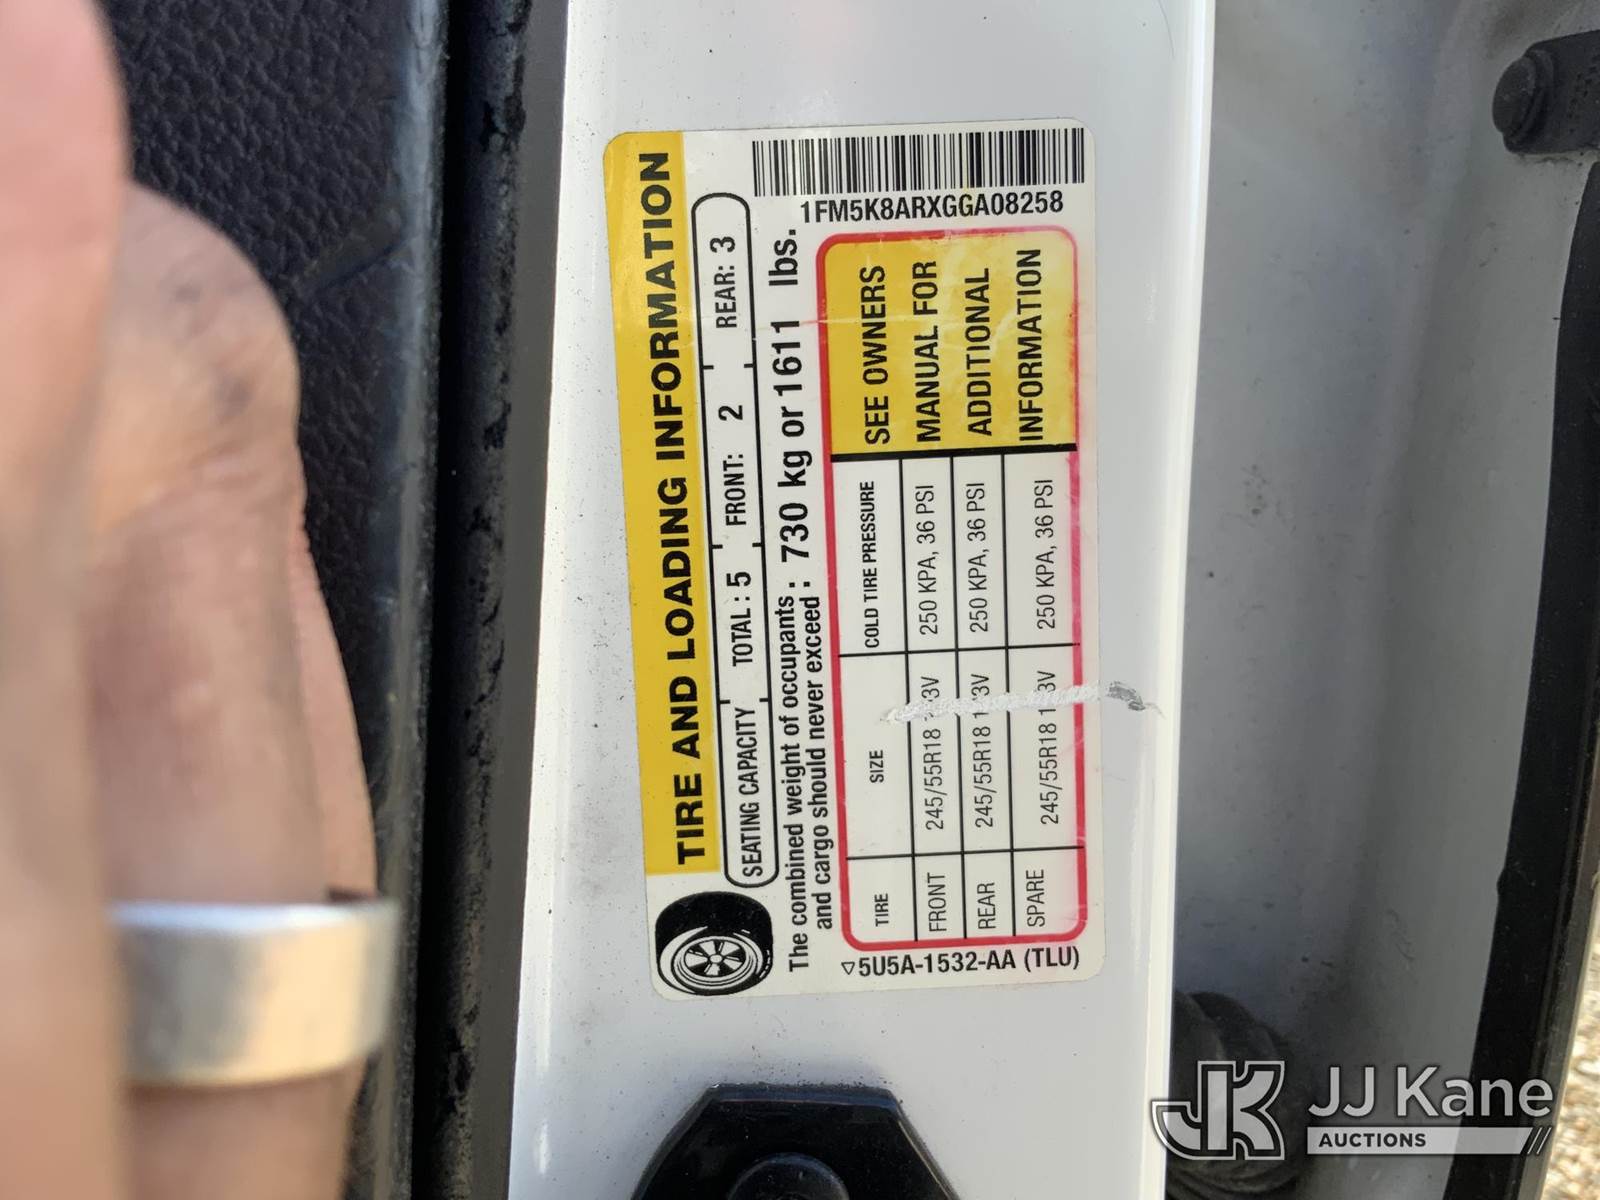 TIRE AND LOADING INFORMATION
SEATING CAPACITY TOTAL : 5 FRONT: 2 REAR: 3
The combined weight of occupants : 730 kg or 1611 lbs.
and cargo should never exceed :
1FM5K8ARXGGA08258
TIRE SIZE COLD TIRE PRESSURE
FRONT 245/55R18 250 KPA, 36 PSI
REAR 245/55R18 250 KPA, 36 PSI
SPARE 245/55R18 250 KPA, 36 PSI
SEE OWNERS
MANUAL FOR
ADDITIONAL
INFORMATION
5U5A-1532-AA (TLU)
JK JJ Kane
AUCTIONS